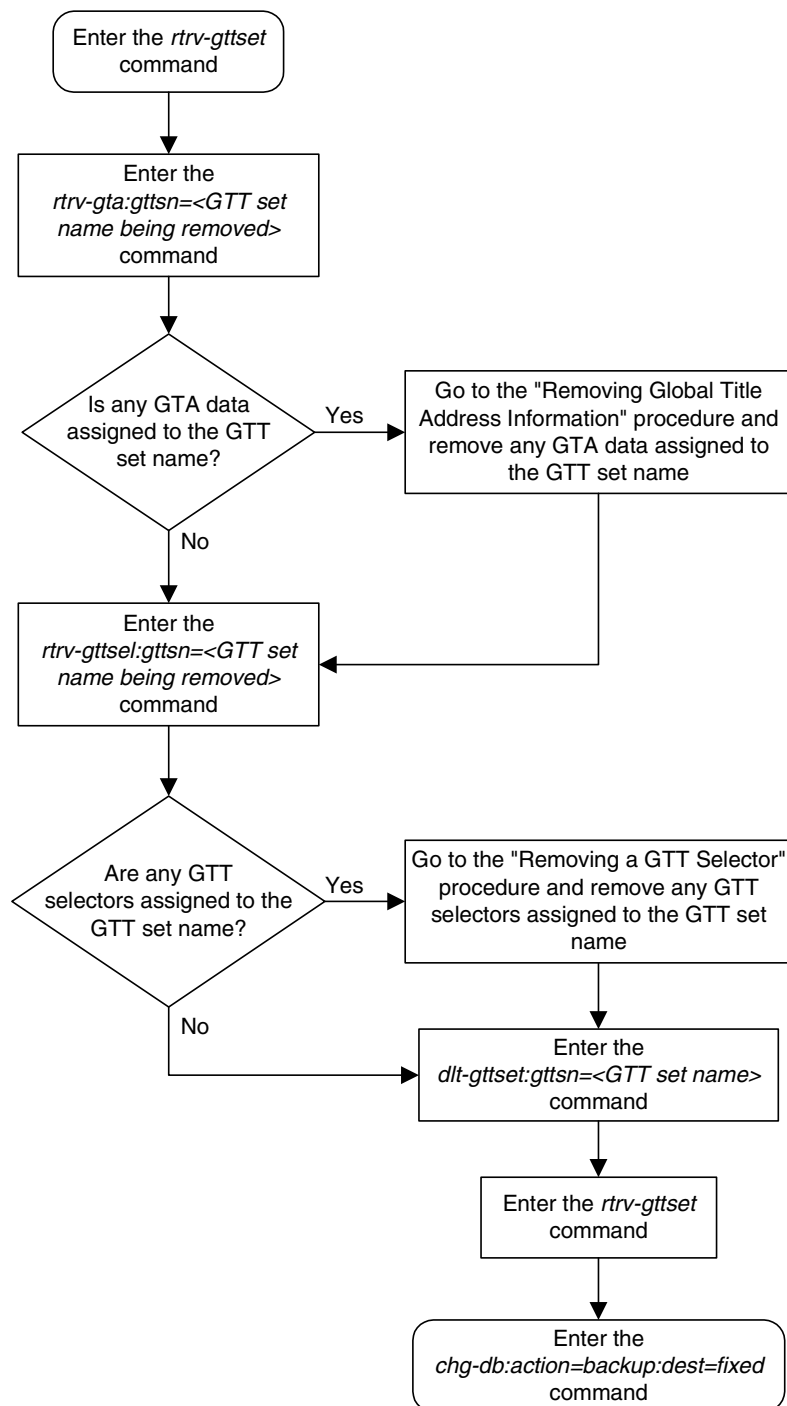 Enter the rtrv-gttset
command
Enter the
rtrv-gta:gttsn=<GTT set
name being removed>
command
Is any GTA data
assigned to the GTT
set name?
Yes
Go to the "Removing Global Title
Address Information" procedure and
remove any GTA data assigned to
the GTT set name
No
Enter the
rtrv-gttsel:gttsn=<GTT set
name being removed>
command
Are any GTT
selectors assigned to the
GTT set name?
Yes
Go to the "Removing a GTT Selector"
procedure and remove any GTT
selectors assigned to the GTT set
name
No
Enter the
dlt-gttset:gttsn=<GTT set name>
command
Enter the rtrv-gttset
command
Enter the
chg-db:action=backup:dest=fixed
command